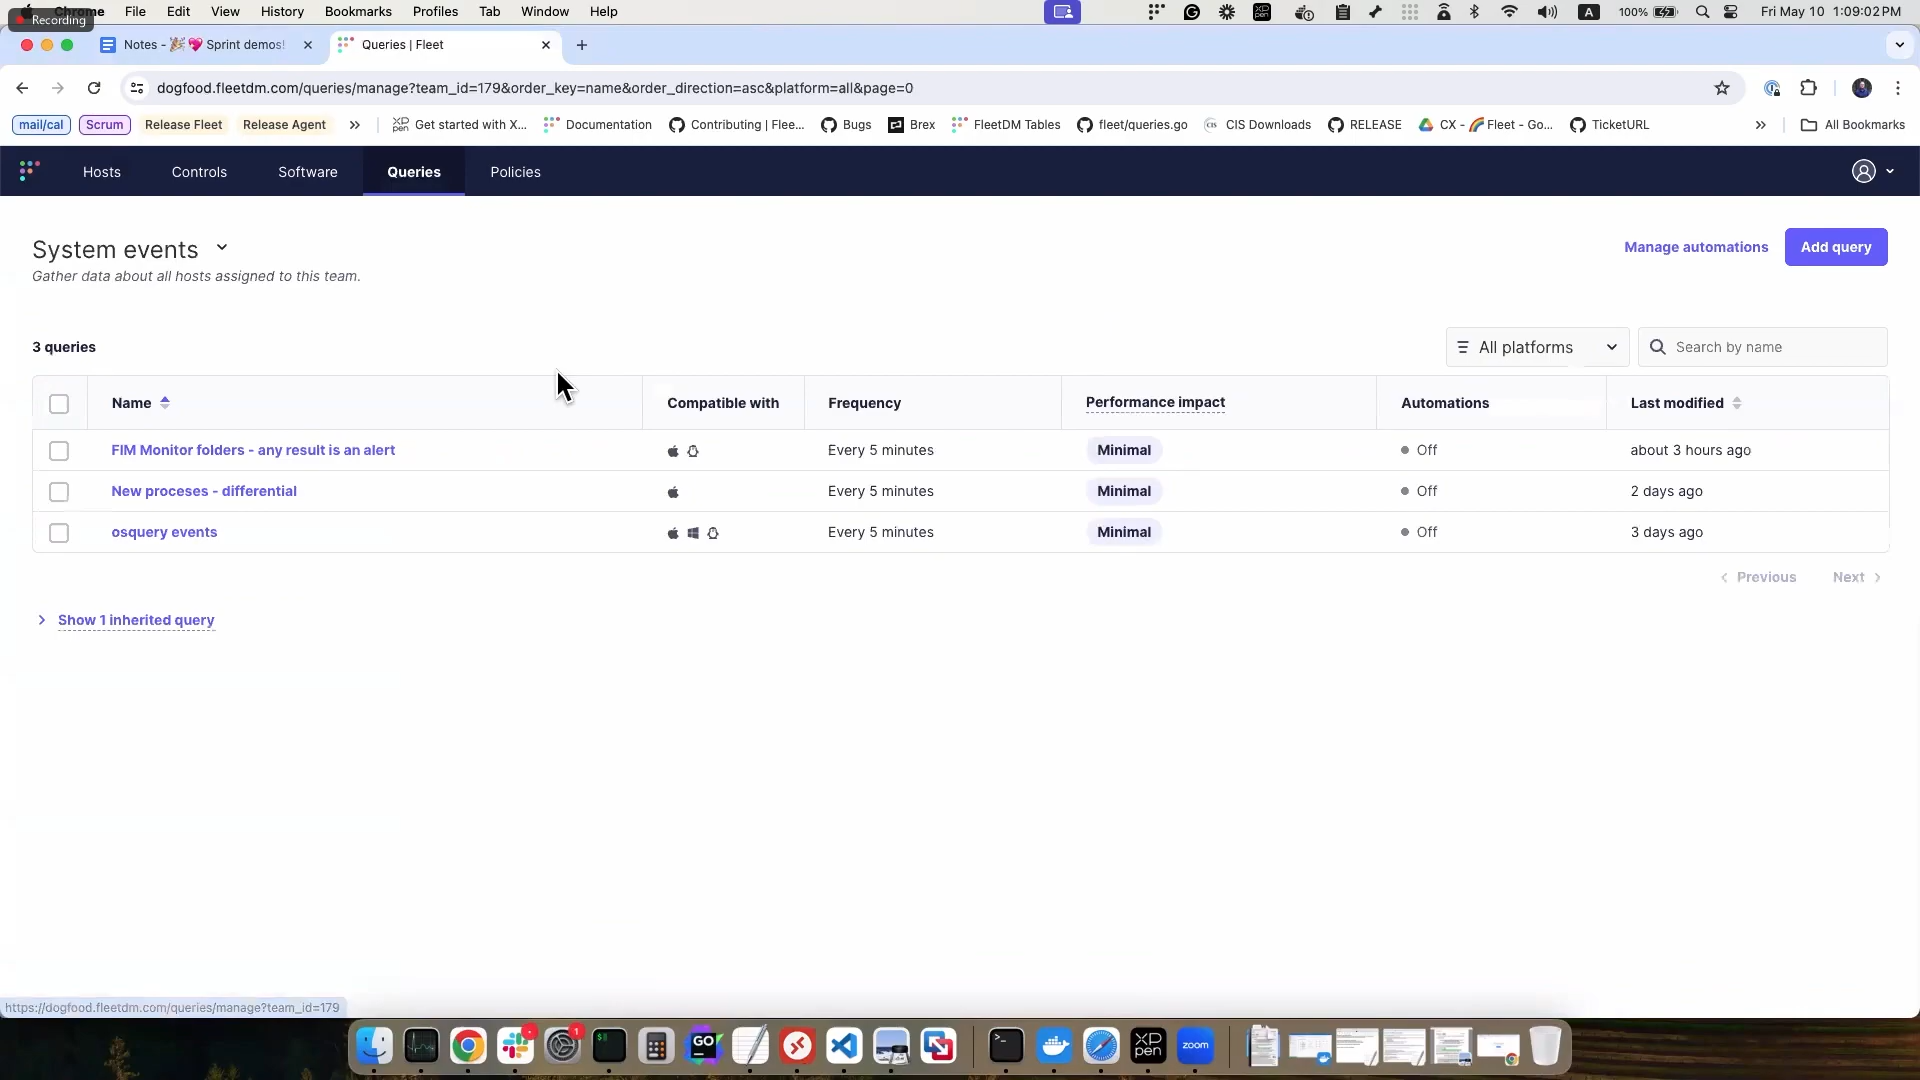 Recording
Chrome File Edit View History Bookmarks Profiles Tab Window Help
A 100% Fri May 10 1:09:02 PM
Notes - 🎉💖 Sprint demos!
Queries | Fleet
dogfood.fleetdm.com/queries/manage?team_id=179&order_key=name&order_direction=asc&platform=all&page=0
mail/cal Scrum Release Fleet Release Agent » Get started with X... Documentation Contributing | Flee... Bugs Brex FleetDM Tables fleet/queries.go CIS Downloads RELEASE CX - 🌈 Fleet - Go... TicketURL » All Bookmarks
Hosts Controls Software Queries Policies
System events
Manage automations Add query
Gather data about all hosts assigned to this team.
3 queries
All platforms Search by name
Name Compatible with Frequency Performance impact Automations Last modified
FIM Monitor folders - any result is an alert Every 5 minutes Minimal Off about 3 hours ago
New proceses - differential Every 5 minutes Minimal Off 2 days ago
osquery events Every 5 minutes Minimal Off 3 days ago
Previous Next
Show 1 inherited query
https://dogfood.fleetdm.com/queries/manage?team_id=179
1 GO XP pen zoom